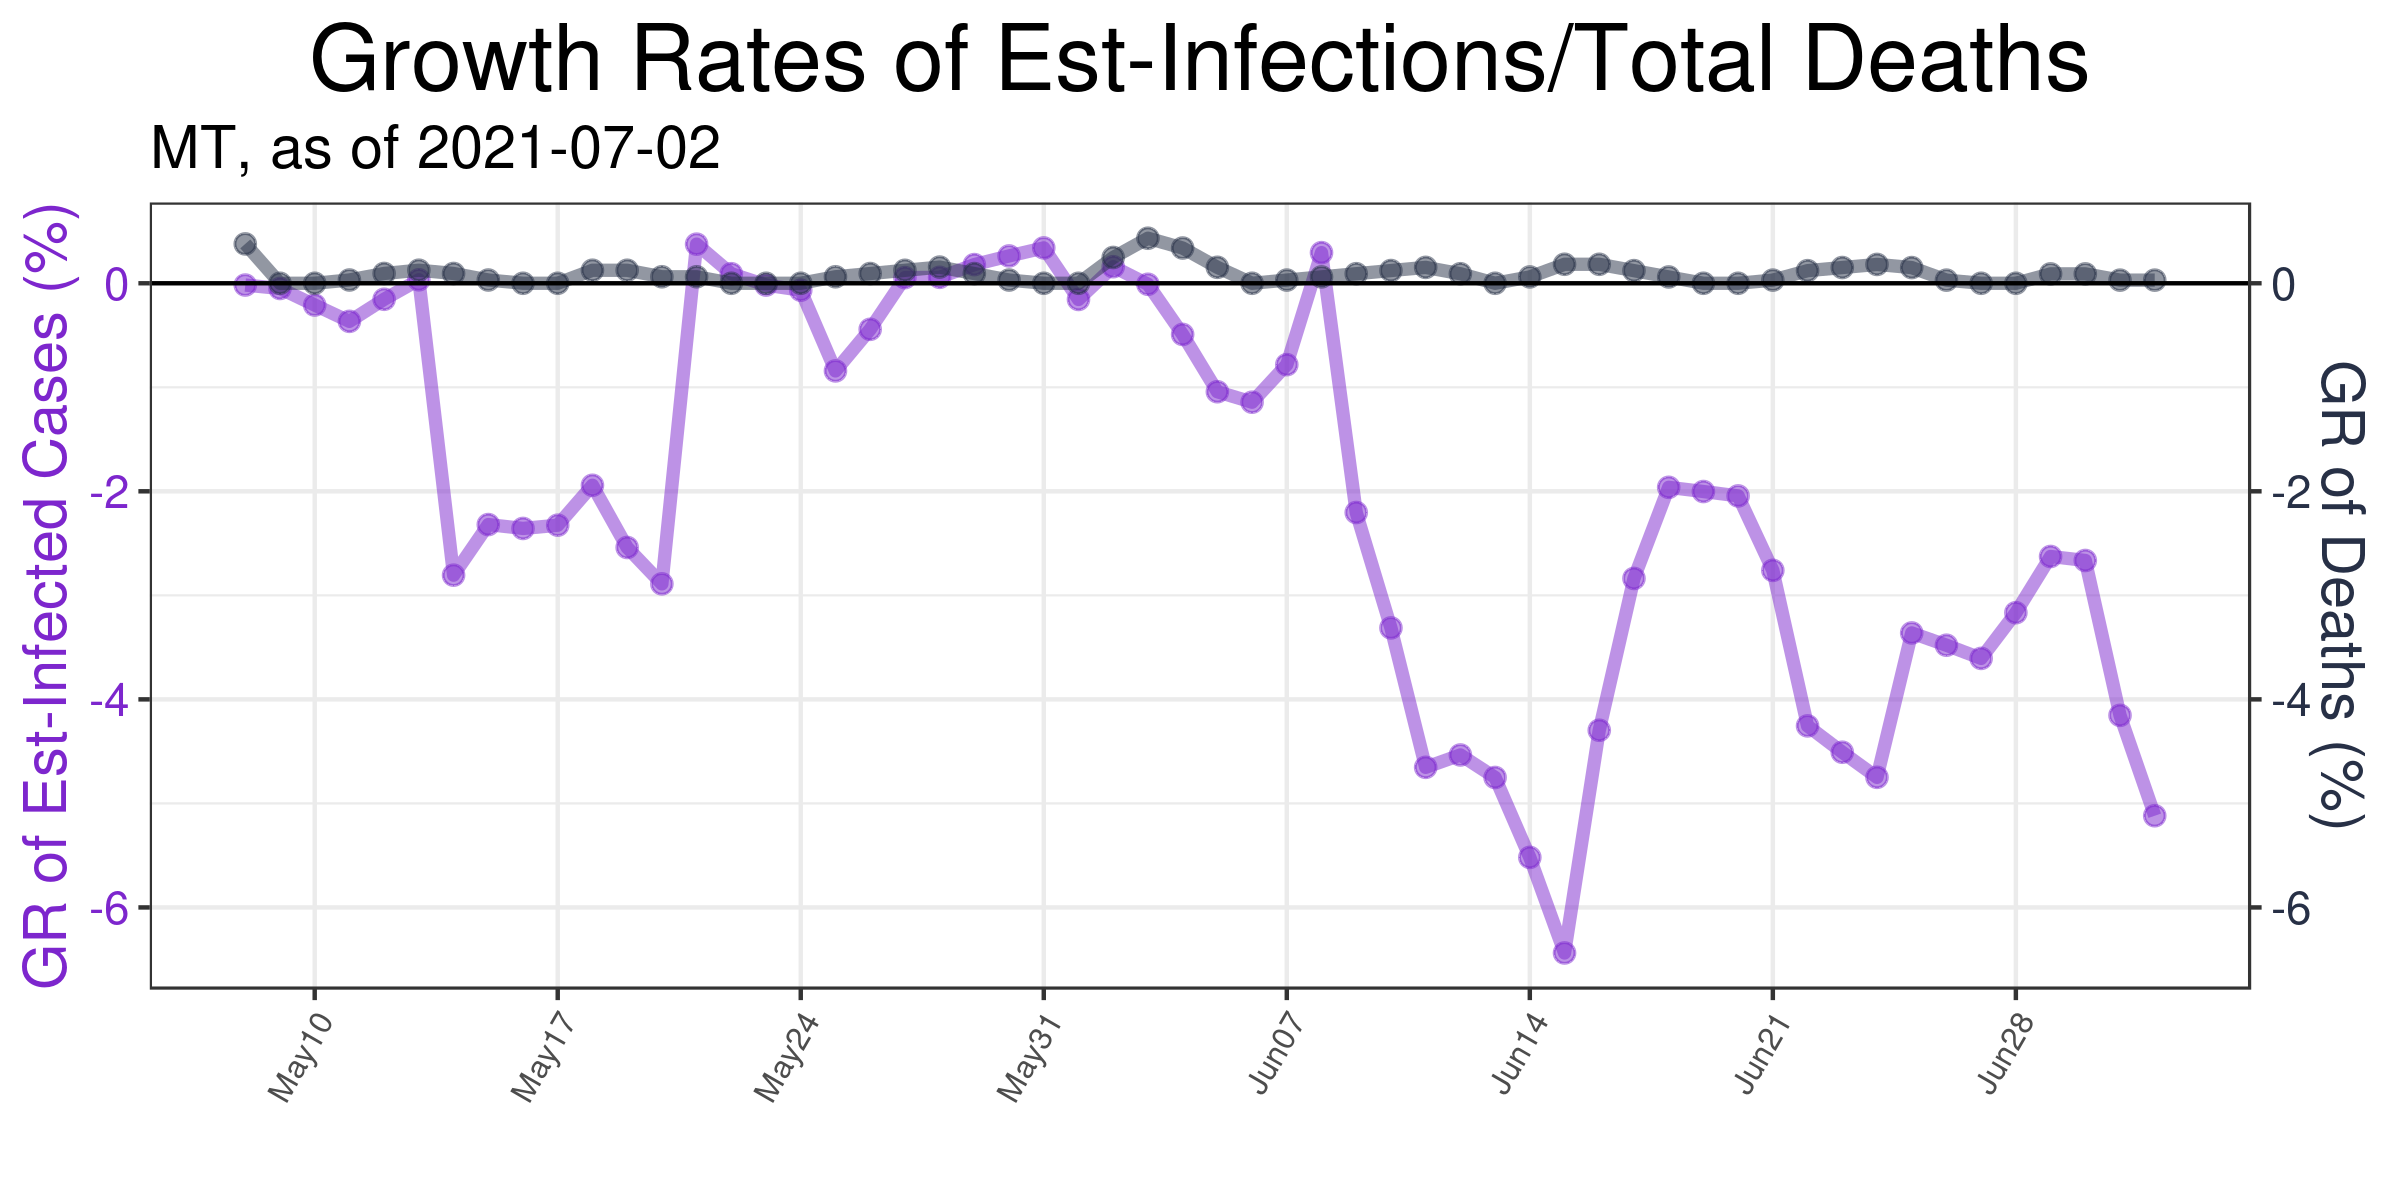 Growth Rates of Est-Infections/Total Deaths
MT, as of 2021-07-02
GR of Est-Infected Cases (%)
0
-2
-4
-6
0
-2
-4
-6
GR of Deaths (%)
May10
May17
May24
May31
Jun07
Jun14
Jun21
Jun28